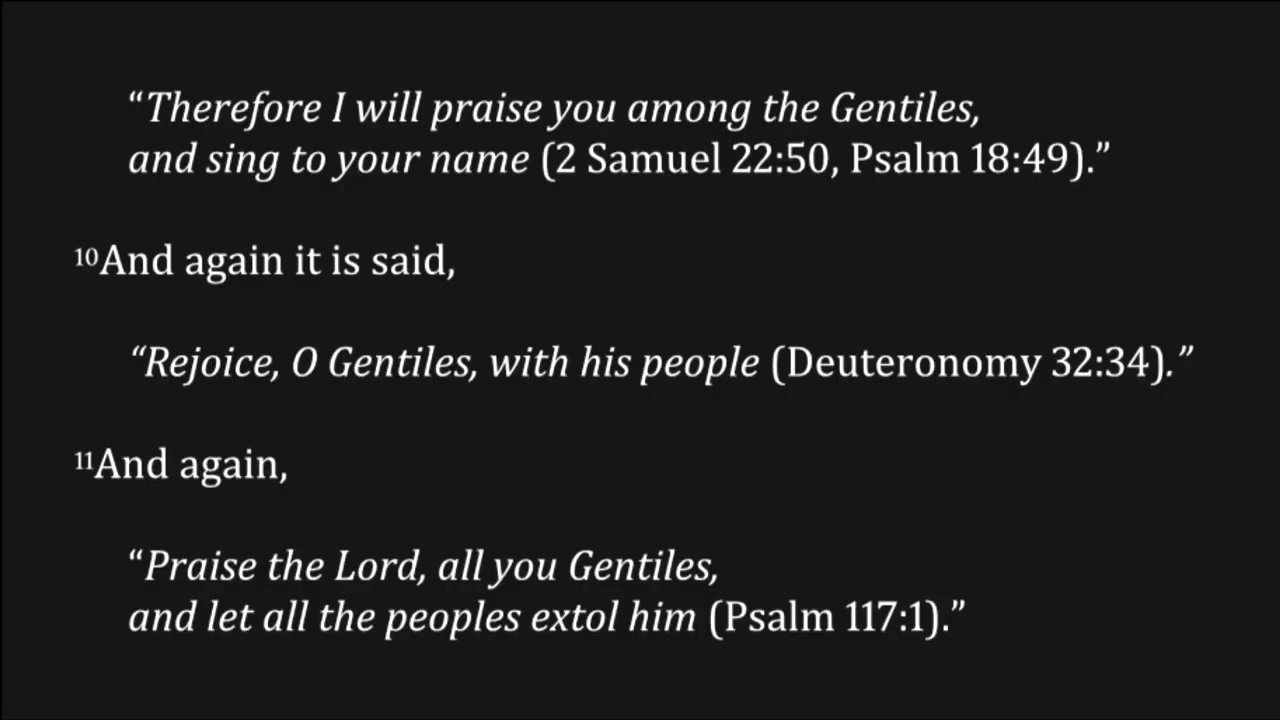 “Therefore I will praise you among the Gentiles,
and sing to your name (2 Samuel 22:50, Psalm 18:49).”
10And again it is said,
“Rejoice, O Gentiles, with his people (Deuteronomy 32:34).”
11And again,
“Praise the Lord, all you Gentiles,
and let all the peoples extol him (Psalm 117:1).”